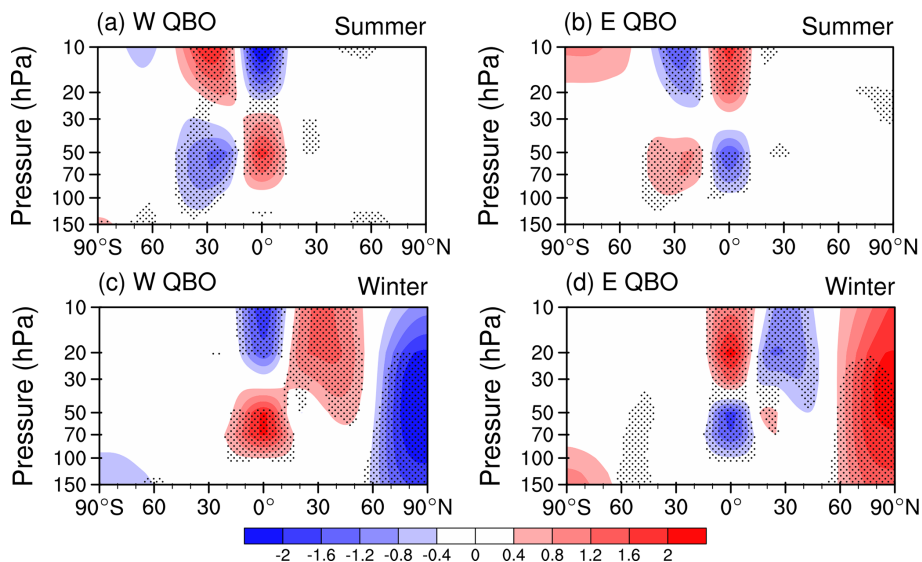 (a) W QBO Summer
(b) E QBO Summer
Pressure (hPa)
10
20
30
50
70
100
150
90°S 60 30 0° 30 60 90°N
Pressure (hPa)
10
20
30
50
70
100
150
90°S 60 30 0° 30 60 90°N
(c) W QBO Winter
(d) E QBO Winter
Pressure (hPa)
10
20
30
50
70
100
150
90°S 60 30 0° 30 60 90°N
Pressure (hPa)
10
20
30
50
70
100
150
90°S 60 30 0° 30 60 90°N
-2 -1.6 -1.2 -0.8 -0.4 0 0.4 0.8 1.2 1.6 2